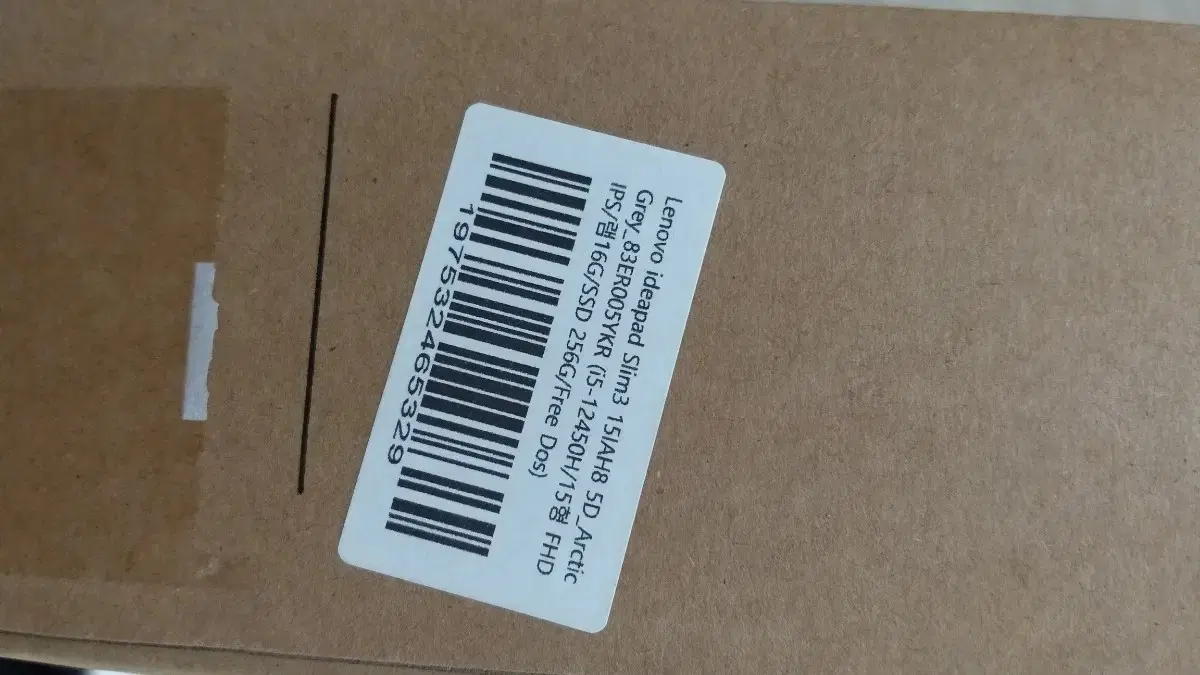 Lenovo ideapad Slim3 15IAH8 5D_Arctic
Grey_83ER005YKR (i5-12450H/15형 FHD
IPS/램16G/SSD 256G/Free Dos)
197532465329